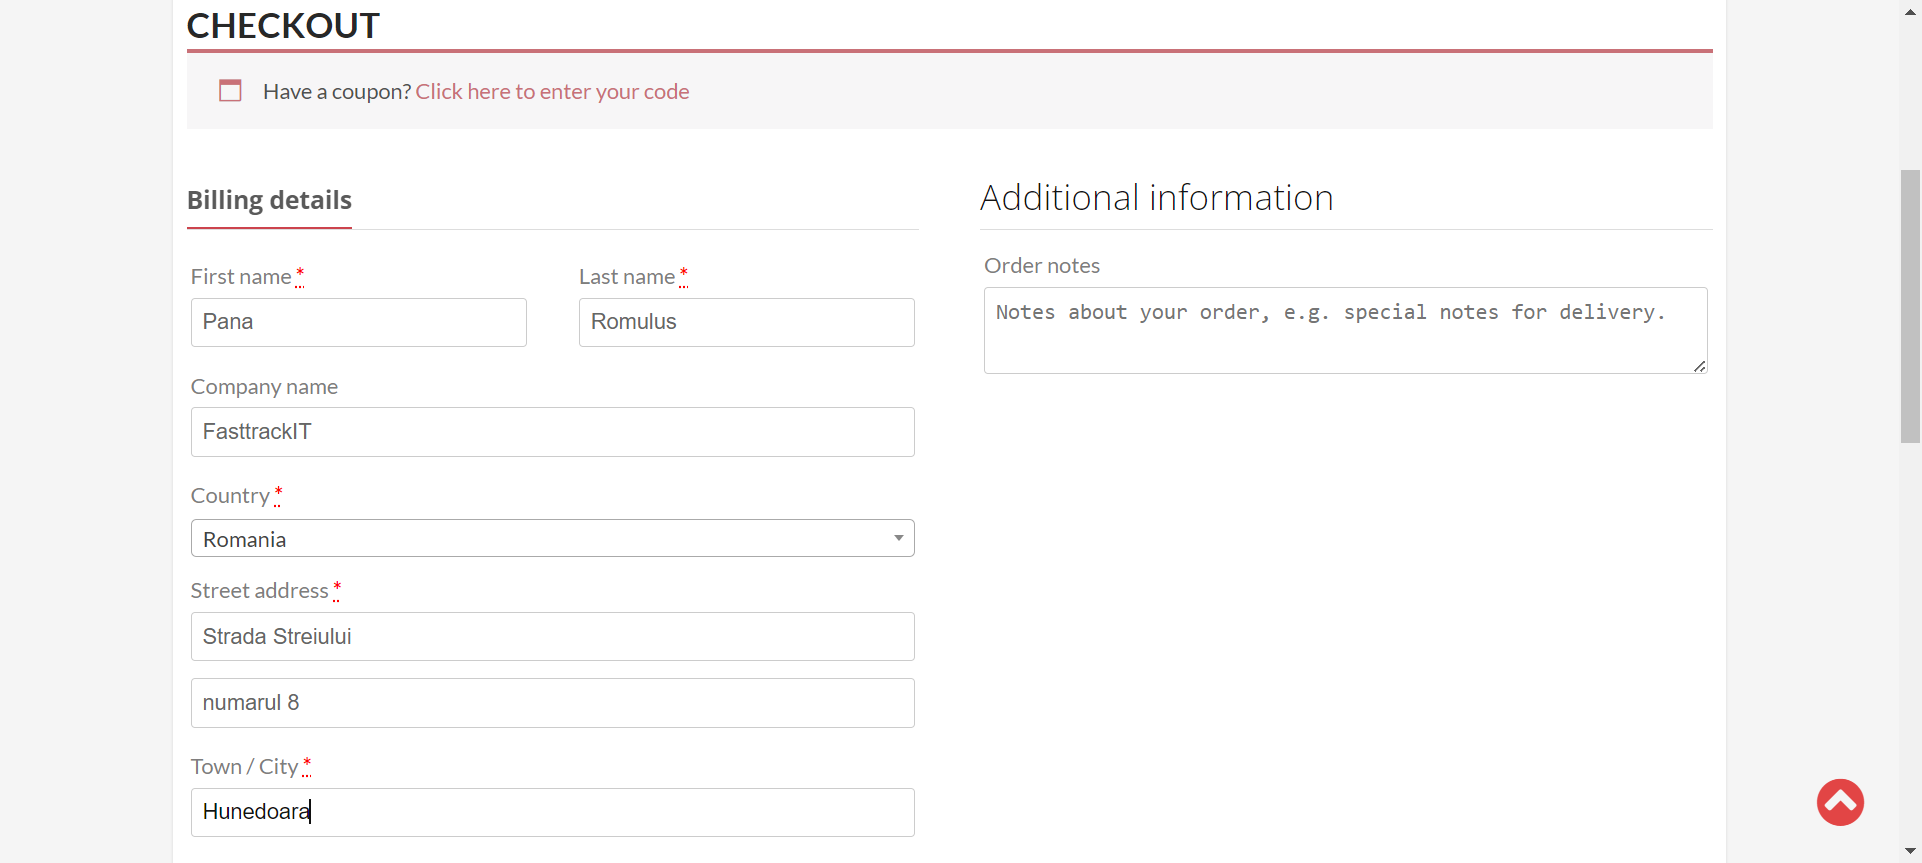 CHECKOUT
Have a coupon? Click here to enter your code
Billing details
First name *
Pana
Last name *
Romulus
Company name
FasttrackIT
Country *
Romania
Street address *
Strada Streiului
numarul 8
Town / City *
Hunedoara
Additional information
Order notes
Notes about your order, e.g. special notes for delivery.